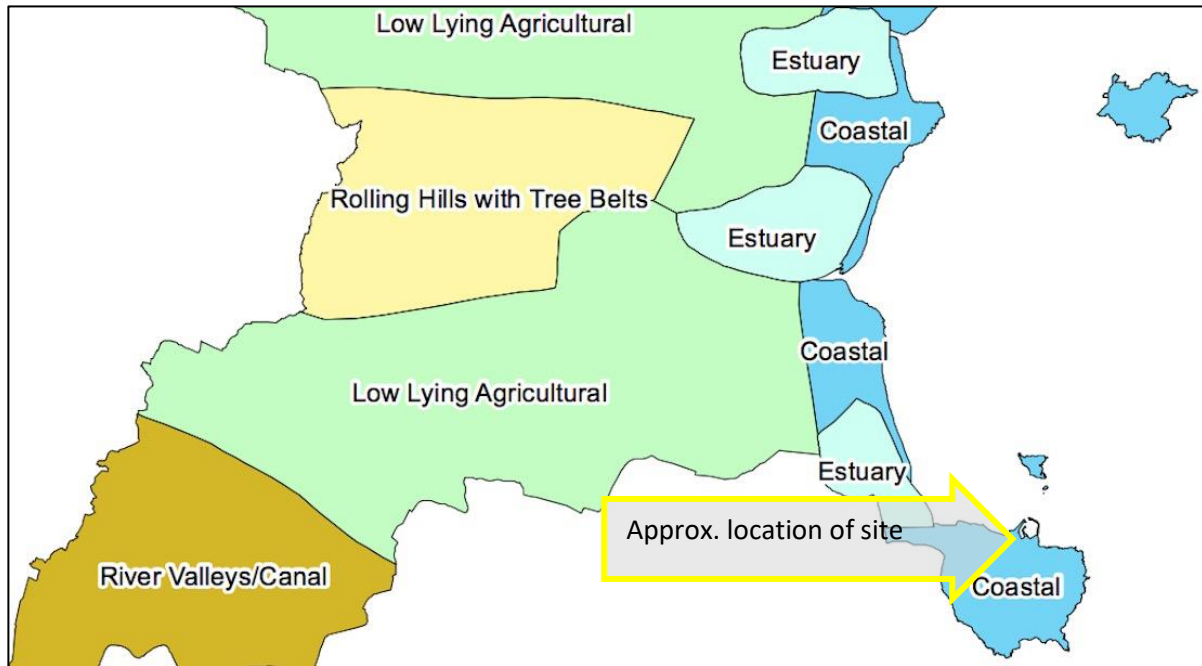 Low Lying Agricultural
Estuary
Coastal
Rolling Hills with Tree Belts
Estuary
Coastal
Low Lying Agricultural
Estuary
Approx. location of site
River Valleys/Canal
Coastal